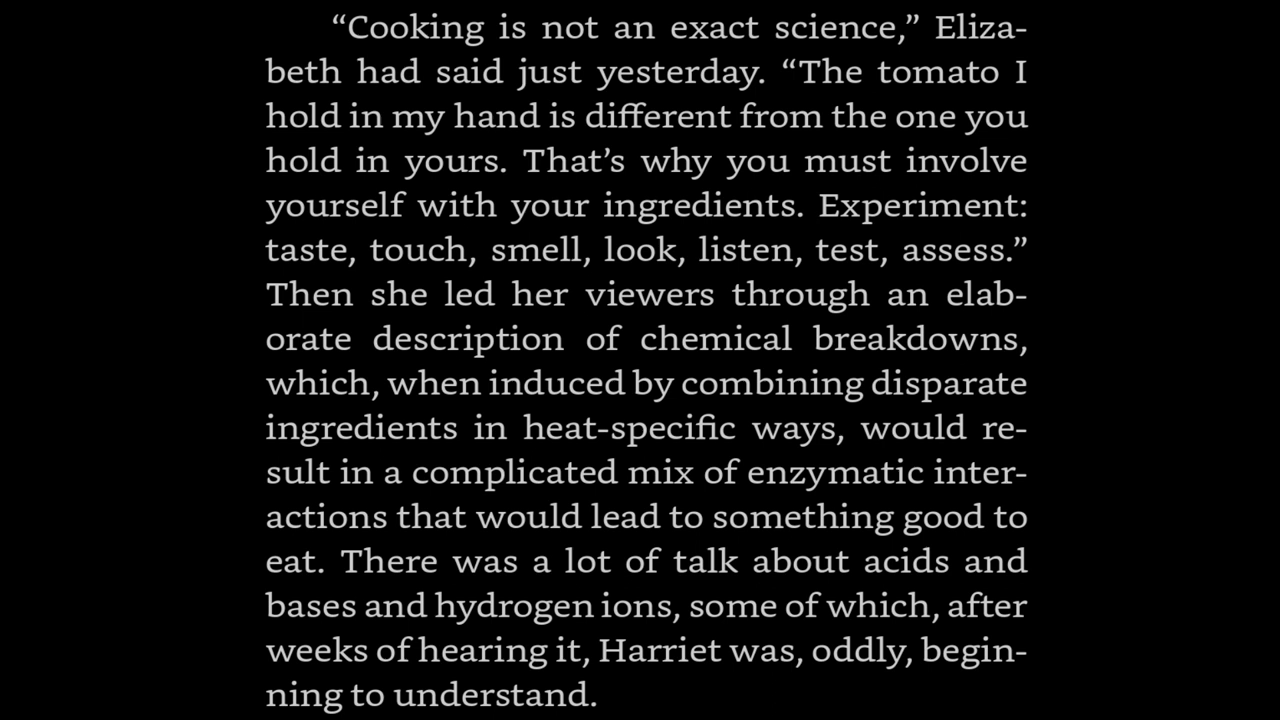 “Cooking is not an exact science,” Eliza-
beth had said just yesterday. “The tomato I
hold in my hand is different from the one you
hold in yours. That’s why you must involve
yourself with your ingredients. Experiment:
taste, touch, smell, look, listen, test, assess.”
Then she led her viewers through an elab-
orate description of chemical breakdowns,
which, when induced by combining disparate
ingredients in heat-specific ways, would re-
sult in a complicated mix of enzymatic inter-
actions that would lead to something good to
eat. There was a lot of talk about acids and
bases and hydrogen ions, some of which, after
weeks of hearing it, Harriet was, oddly, begin-
ning to understand.